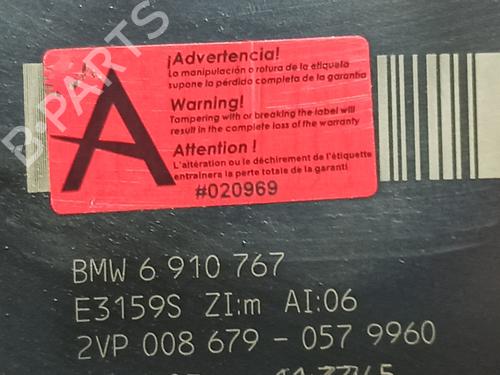 ¡Advertencia!
La manipulación o rotura de la etiqueta
supone la pérdida completa de la garantia
Warning!
Tampering with or breaking the label will
result in the complete loss of the warranty
Attention !
L'altération ou le déchirement de l'étiquette
entraînera la perte totale de la garanti
#020969
A
B-PARTS
BMW 6 910 767
E3159S ZI:m AI:06
2VP 008 679 - 057 9960